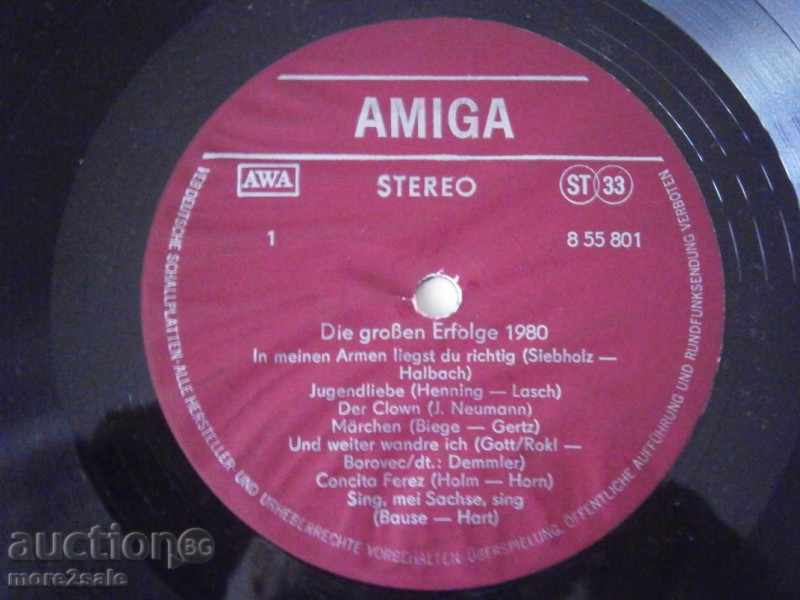 AMIGA
AWA
STEREO
ST 33
1
8 55 801
Die großen Erfolge 1980
In meinen Armen liegst du richtig (Siebholz —
Halbach)
Jugendliebe (Henning — Lasch)
Der Clown (J. Neumann)
Märchen (Biege — Gertz)
Und weiter wandre ich (Gott/Rokl —
Borovec/dt.: Demmler)
Concita Ferez (Holm — Horn)
Sing, mei Sachse, sing
(Bause — Hart)
VEB DEUTSCHE SCHALLPLATTEN · ALLE HERSTELLER- UND URHEBERRECHTE VORBEHALTEN. ÜBERSPIELUNG, ÖFFENTLICHE AUFFÜHRUNG UND RUNDFUNKSENDUNG VERBOTEN
auctionBG
more2sale